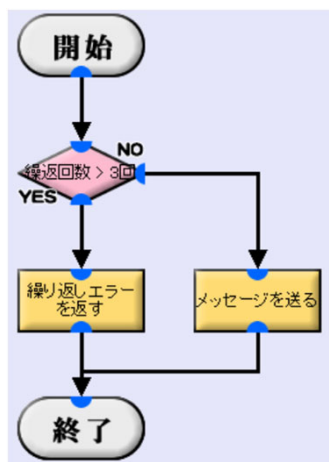 開始
繰返回数 > 3回
NO
YES
繰り返しエラー
を返す
メッセージを送る
終了